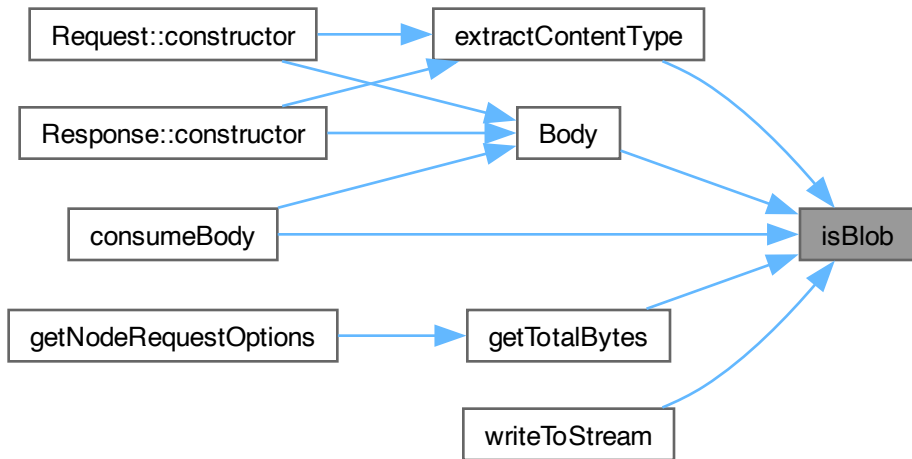 Request::constructor
extractContentType
Response::constructor
Body
consumeBody
isBlob
getNodeRequestOptions
getTotalBytes
writeToStream